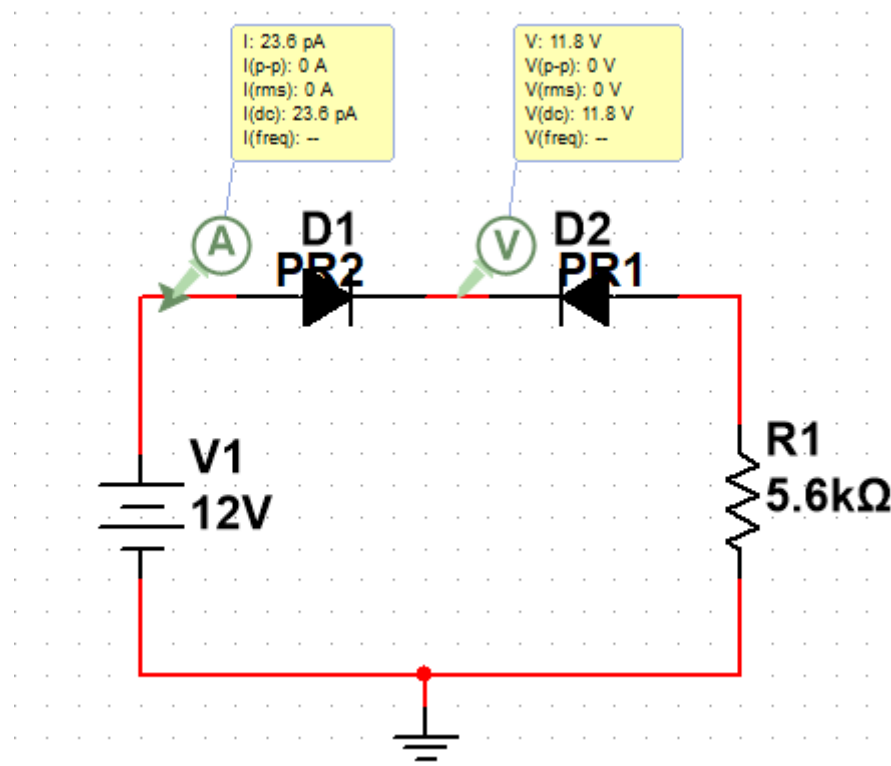 I: 23.6 pA
I(p-p): 0 A
I(rms): 0 A
I(dc): 23.6 pA
I(freq): --
V: 11.8 V
V(p-p): 0 V
V(rms): 0 V
V(dc): 11.8 V
V(freq): --
A
V
D1
PR2
D2
PR1
V1
12V
R1
5.6kΩ